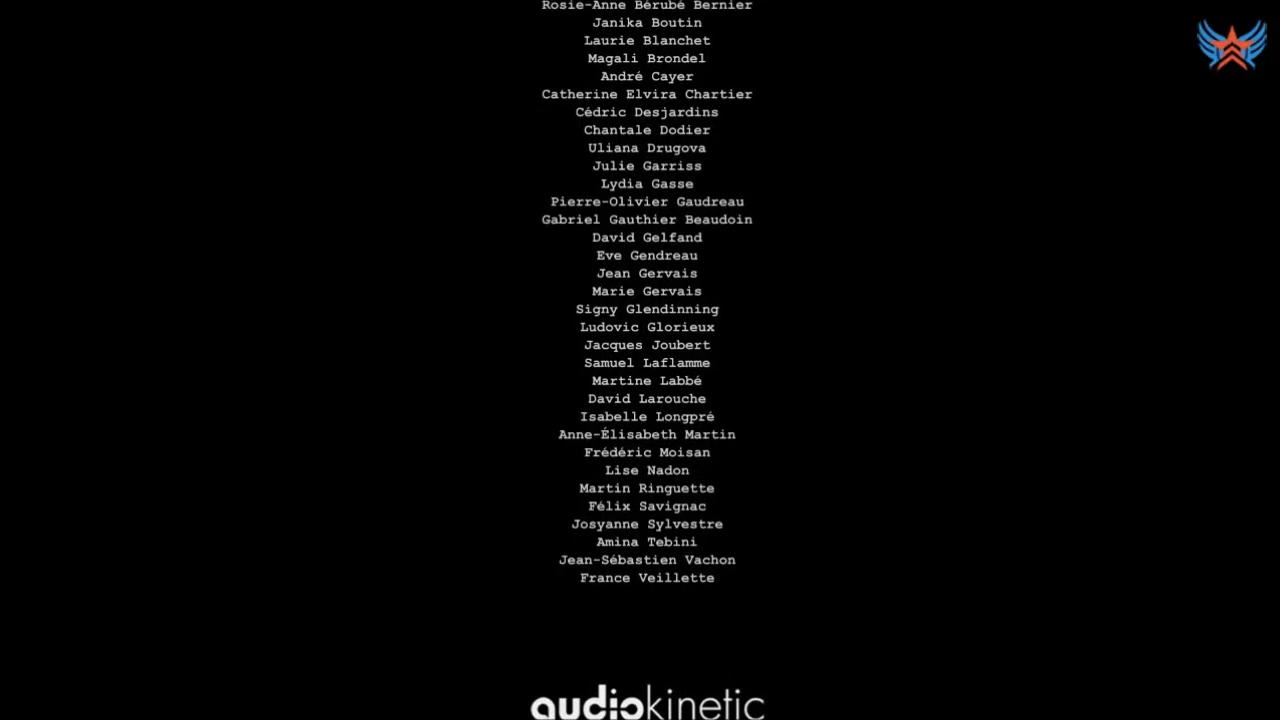 Rosie-Anne Bérubé Bernier
Janika Boutin
Laurie Blanchet
Magali Brondel
André Cayer
Catherine Elvira Chartier
Cédric Desjardins
Chantale Dodier
Uliana Drugova
Julie Garriss
Lydia Gasse
Pierre-Olivier Gaudreau
Gabriel Gauthier Beaudoin
David Gelfand
Eve Gendreau
Jean Gervais
Marie Gervais
Signy Glendinning
Ludovic Glorieux
Jacques Joubert
Samuel Laflamme
Martine Labbé
David Larouche
Isabelle Longpré
Anne-Élisabeth Martin
Frédéric Moisan
Lise Nadon
Martin Ringuette
Félix Savignac
Josyanne Sylvestre
Amina Tebini
Jean-Sébastien Vachon
France Veillette
audiokinetic